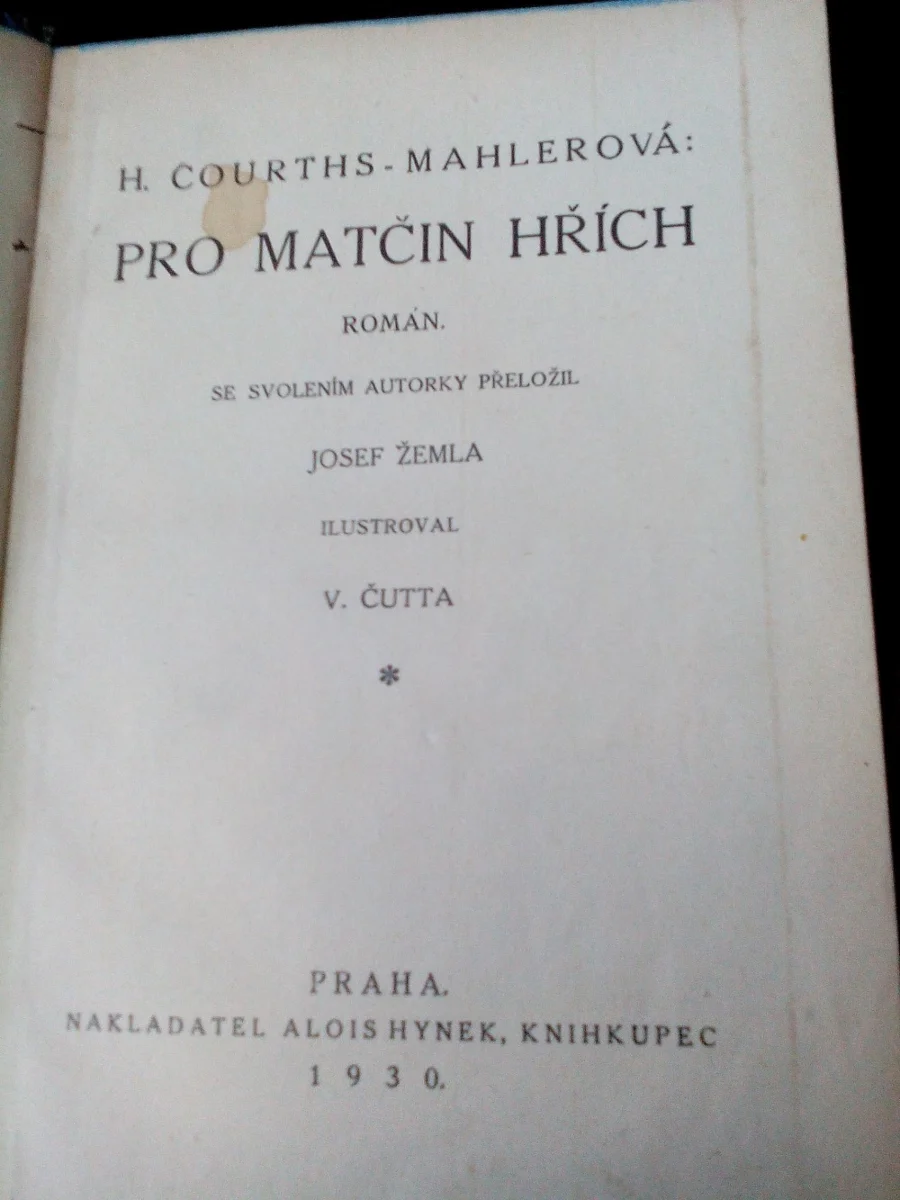 H. COURTHS-MAHLEROVÁ:
PRO MATČIN HŘÍCH
ROMÁN.
SE SVOLENÍM AUTORKY PŘELOŽIL
JOSEF ŽEMLA
ILUSTROVAL
V. ČUTTA
*
PRAHA.
NAKLADATEL ALOIS HYNEK, KNIHKUPEC
1930.